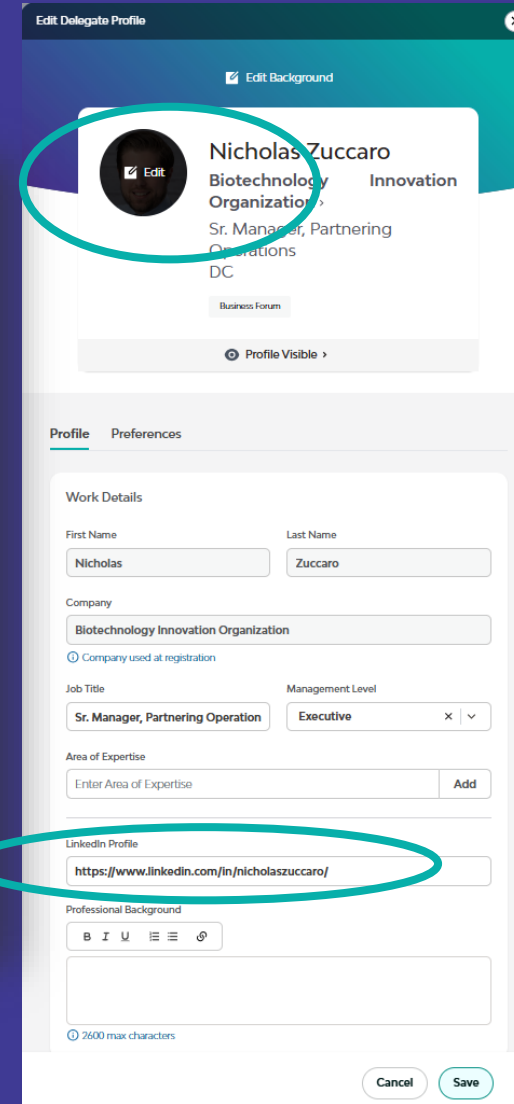 Edit Delegate Profile
Edit Background
Edit
Nicholas Zuccaro
Biotechnology Innovation
Organization ›
Sr. Manager, Partnering
Operations
DC
Business Forum
Profile Visible ›
Profile Preferences
Work Details
First Name Last Name
Nicholas Zuccaro
Company
Biotechnology Innovation Organization
Company used at registration
Job Title Management Level
Sr. Manager, Partnering Operation Executive
Area of Expertise
Enter Area of Expertise Add
LinkedIn Profile
https://www.linkedin.com/in/nicholaszuccaro/
Professional Background
B I U
2600 max characters
Cancel Save